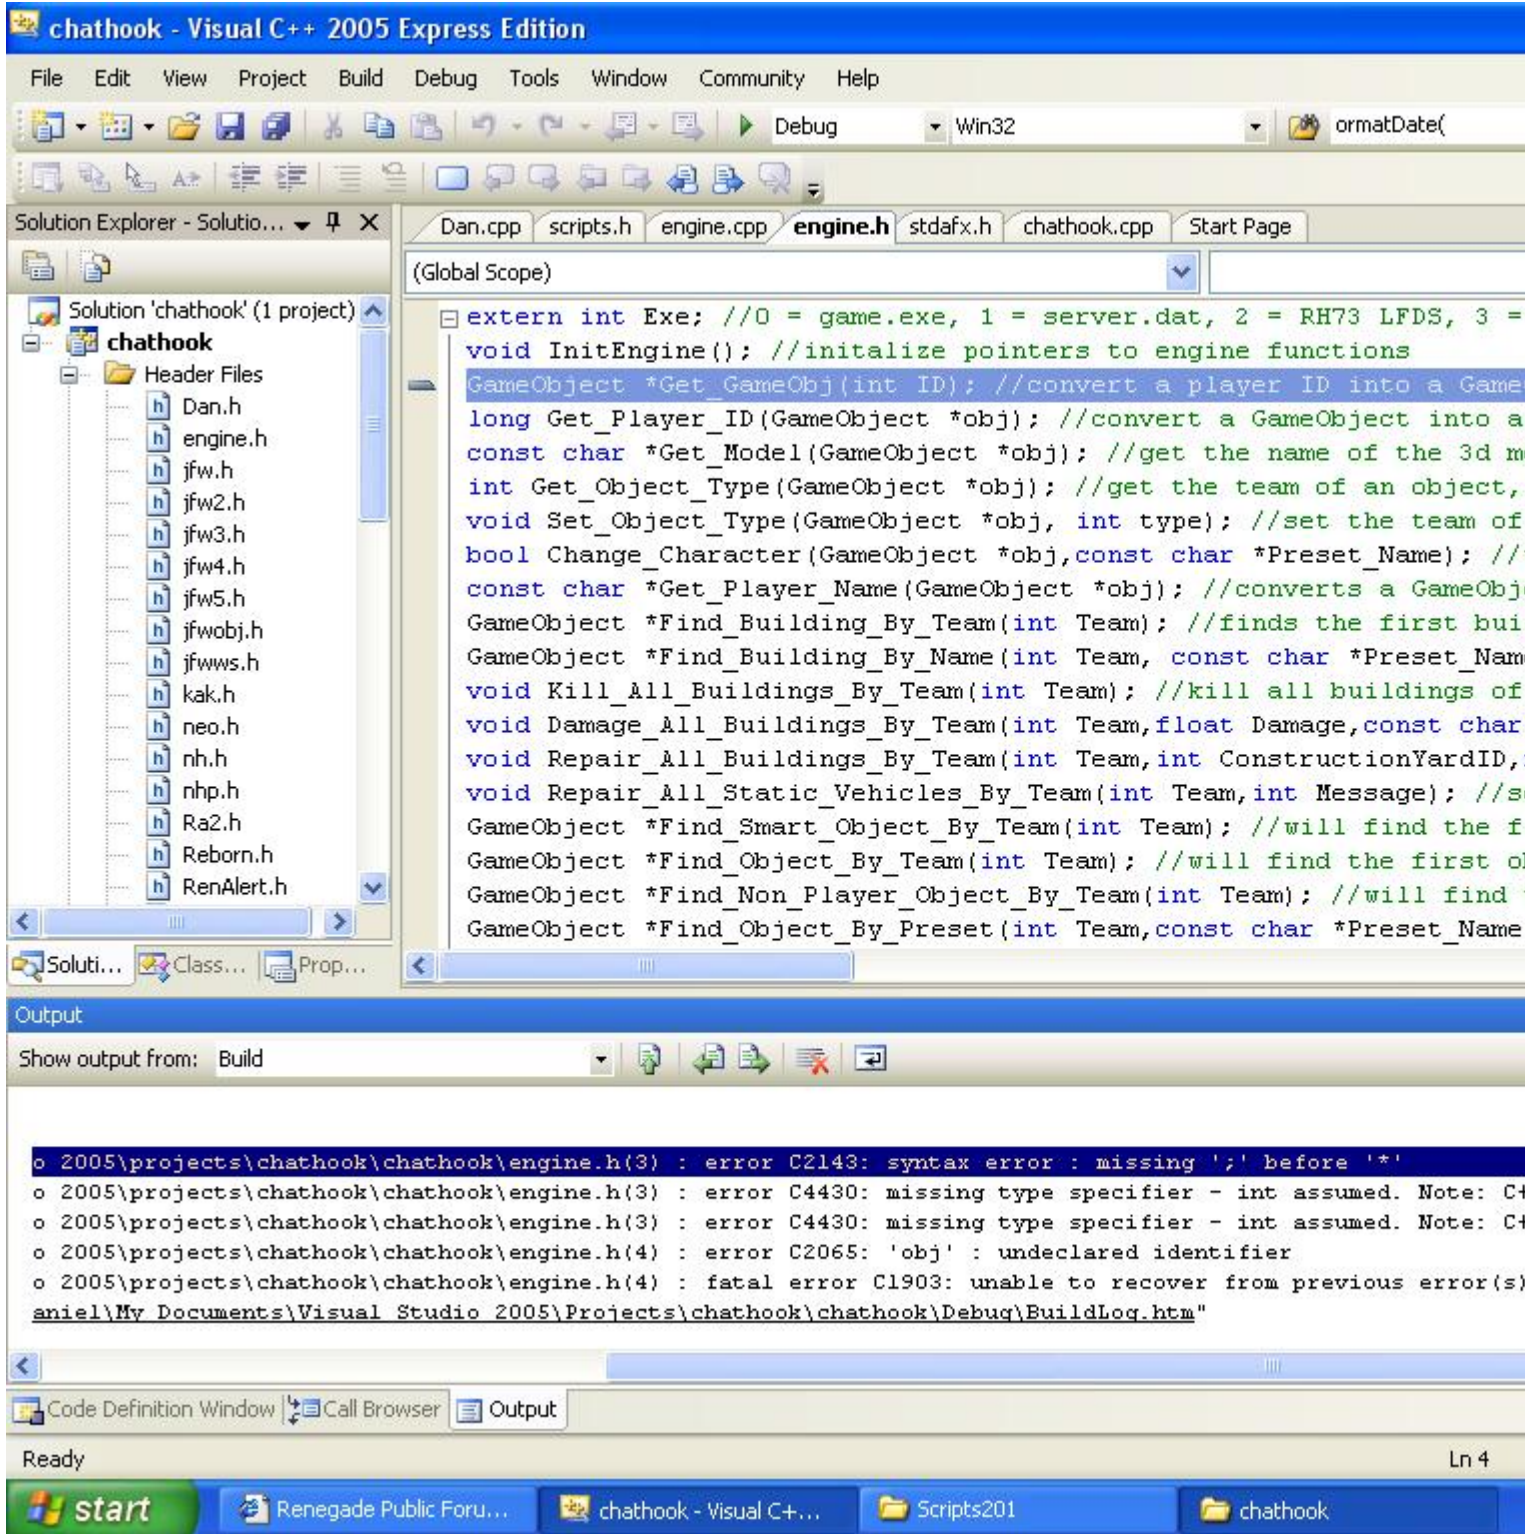 chathook - Visual C++ 2005 Express Edition
File Edit View Project Build Debug Tools Window Community Help
Debug Win32 ormatDate(
Solution Explorer - Solutio...
Dan.cpp scripts.h engine.cpp engine.h stdafx.h chathook.cpp Start Page
(Global Scope)
Solution 'chathook' (1 project)
chathook
Header Files
Dan.h
engine.h
jfw.h
jfw2.h
jfw3.h
jfw4.h
jfw5.h
jfwobj.h
jfwws.h
kak.h
neo.h
nh.h
nhp.h
Ra2.h
Reborn.h
RenAlert.h
Soluti... Class... Prop...
extern int Exe; //0 = game.exe, 1 = server.dat, 2 = RH73 LFDS, 3 =
void InitEngine(); //initalize pointers to engine functions
GameObject *Get_GameObj(int ID); //convert a player ID into a Game
long Get_Player_ID(GameObject *obj); //convert a GameObject into a
const char *Get_Model(GameObject *obj); //get the name of the 3d m
int Get_Object_Type(GameObject *obj); //get the team of an object,
void Set_Object_Type(GameObject *obj, int type); //set the team of
bool Change_Character(GameObject *obj,const char *Preset_Name); //
const char *Get_Player_Name(GameObject *obj); //converts a GameObj
GameObject *Find_Building_By_Team(int Team); //finds the first bui
GameObject *Find_Building_By_Name(int Team, const char *Preset_Nam
void Kill_All_Buildings_By_Team(int Team); //kill all buildings of
void Damage_All_Buildings_By_Team(int Team,float Damage,const char
void Repair_All_Buildings_By_Team(int Team,int ConstructionYardID,
void Repair_All_Static_Vehicles_By_Team(int Team,int Message); //s
GameObject *Find_Smart_Object_By_Team(int Team); //will find the f
GameObject *Find_Object_By_Team(int Team); //will find the first o
GameObject *Find_Non_Player_Object_By_Team(int Team); //will find
GameObject *Find_Object_By_Preset(int Team,const char *Preset_Name
Output
Show output from: Build
o 2005\projects\chathook\chathook\engine.h(3) : error C2143: syntax error : missing ';' before '*'
o 2005\projects\chathook\chathook\engine.h(3) : error C4430: missing type specifier - int assumed. Note: C+
o 2005\projects\chathook\chathook\engine.h(3) : error C4430: missing type specifier - int assumed. Note: C+
o 2005\projects\chathook\chathook\engine.h(4) : error C2065: 'obj' : undeclared identifier
o 2005\projects\chathook\chathook\engine.h(4) : fatal error C1903: unable to recover from previous error(s)
aniel\My Documents\Visual Studio 2005\Projects\chathook\chathook\Debug\BuildLog.htm"
Code Definition Window Call Browser Output
Ready Ln 4
start Renegade Public Foru... chathook - Visual C+... Scripts201 chathook